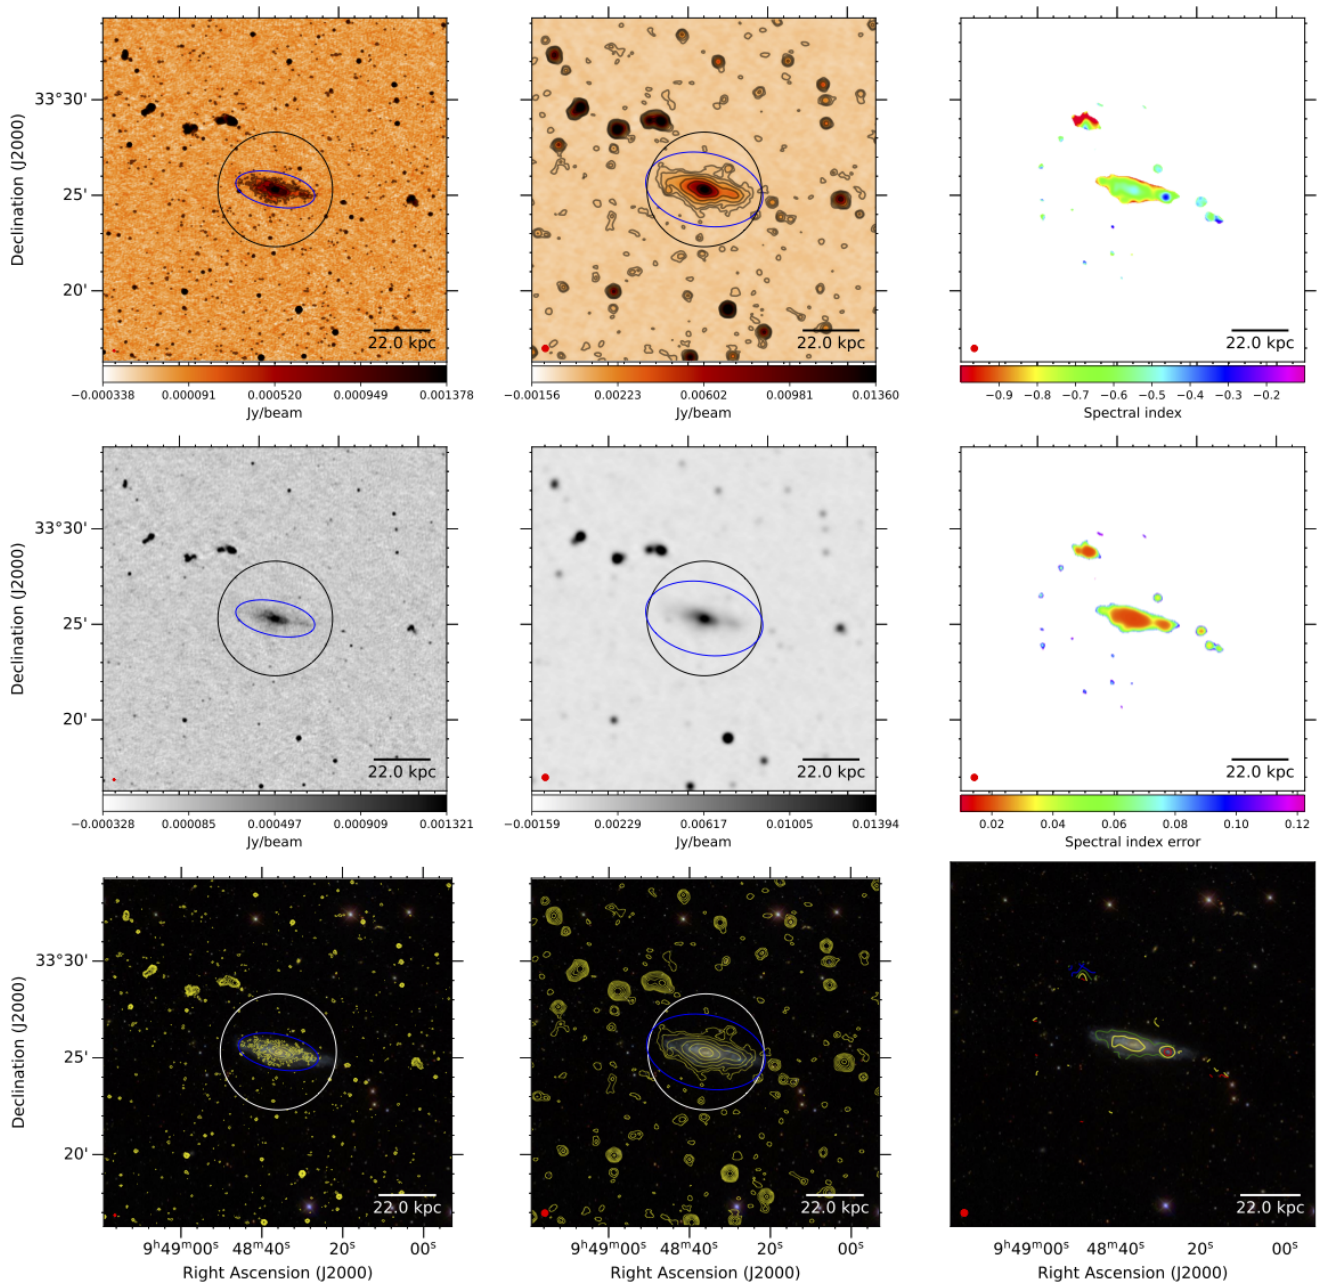 Declination (J2000)
33°30'
25'
20'
22.0 kpc
22.0 kpc
22.0 kpc
−0.000338 0.000091 0.000520 0.000949 0.001378
Jy/beam
−0.00156 0.00223 0.00602 0.00981 0.01360
Jy/beam
−0.9 −0.8 −0.7 −0.6 −0.5 −0.4 −0.3 −0.2
Spectral index
Declination (J2000)
33°30'
25'
20'
22.0 kpc
22.0 kpc
22.0 kpc
−0.000328 0.000085 0.000497 0.000909 0.001321
Jy/beam
−0.00159 0.00229 0.00617 0.01005 0.01394
Jy/beam
0.02 0.04 0.06 0.08 0.10 0.12
Spectral index error
Declination (J2000)
33°30'
25'
20'
22.0 kpc
22.0 kpc
22.0 kpc
9ʰ49ᵐ00ˢ 48ᵐ40ˢ 20ˢ 00ˢ
Right Ascension (J2000)
9ʰ49ᵐ00ˢ 48ᵐ40ˢ 20ˢ 00ˢ
Right Ascension (J2000)
9ʰ49ᵐ00ˢ 48ᵐ40ˢ 20ˢ 00ˢ
Right Ascension (J2000)